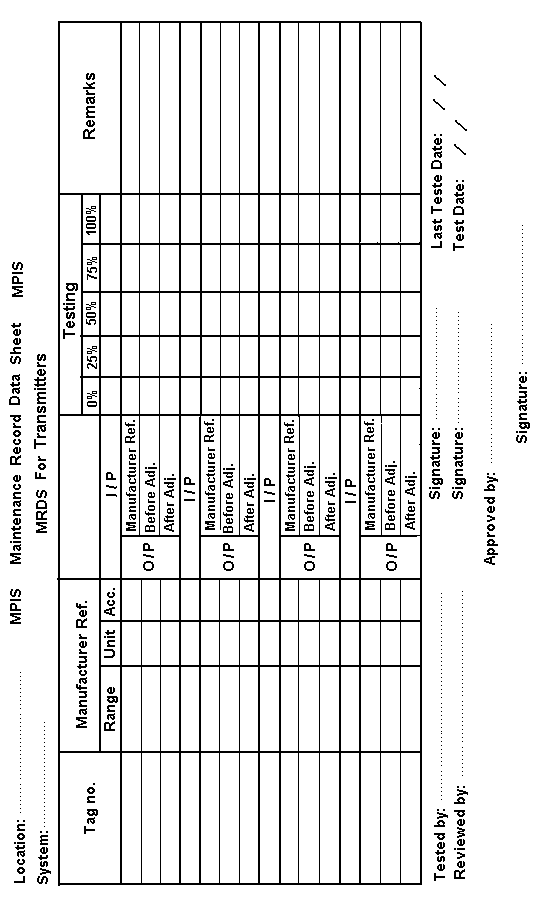 Location: MPIS Maintenance Record Data Sheet MPIS
System: MRDS For Transmitters
Tag no. Manufacturer Ref. Testing Remarks
Range Unit Acc. 0% 25% 50% 75% 100%
I / P
O / P Manufacturer Ref.
Before Adj.
After Adj.
I / P
O / P Manufacturer Ref.
Before Adj.
After Adj.
I / P
O / P Manufacturer Ref.
Before Adj.
After Adj.
I / P
O / P Manufacturer Ref.
Before Adj.
After Adj.
Tested by: Signature: Last Teste Date: / /
Reviewed by: Signature: Test Date: / /
Approved by:
Signature: